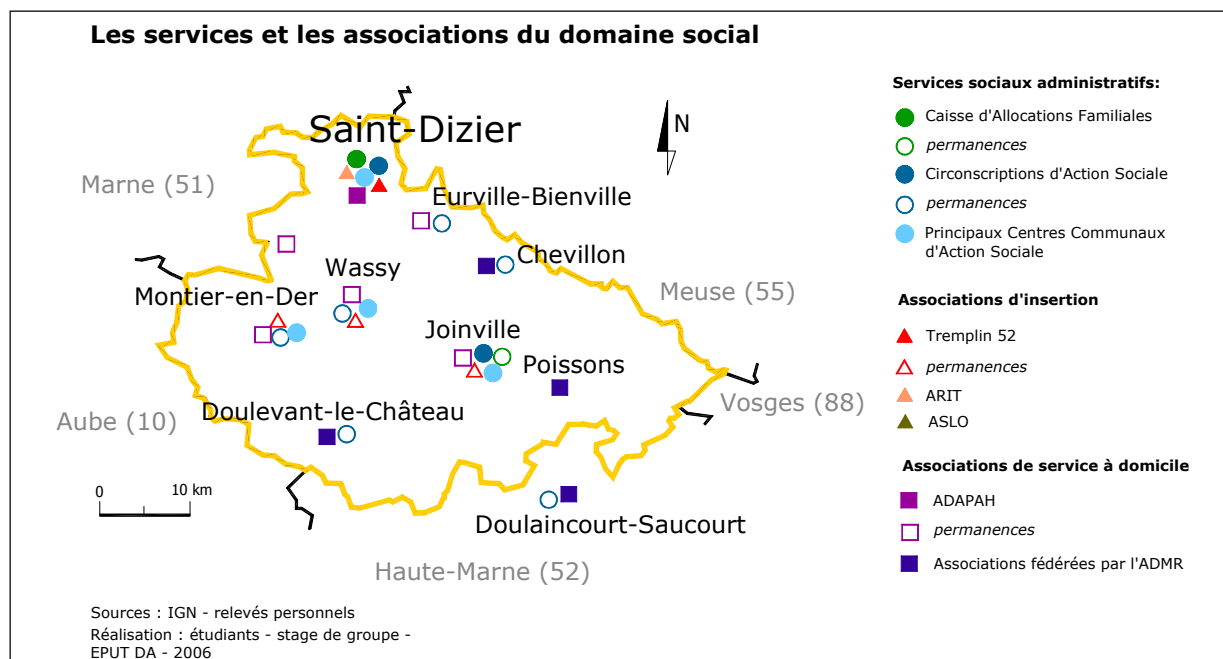 Les services et les associations du domaine social
Saint-Dizier
N
Marne (51)
Eurville-Bienville
Wassy
Chevillon
Montier-en-Der
Meuse (55)
Joinville
Poissons
Vosges (88)
Aube (10)
Doulevant-le-Château
0 10 km
Doulaincourt-Saucourt
Haute-Marne (52)
Sources : IGN - relevés personnels
Réalisation : étudiants - stage de groupe -
EPUT DA - 2006
Services sociaux administratifs:
Caisse d'Allocations Familiales
permanences
Circonscriptions d'Action Sociale
permanences
Principaux Centres Communaux
d'Action Sociale
Associations d'insertion
Tremplin 52
permanences
ARIT
ASLO
Associations de service à domicile
ADAPAH
permanences
Associations fédérées par l'ADMR